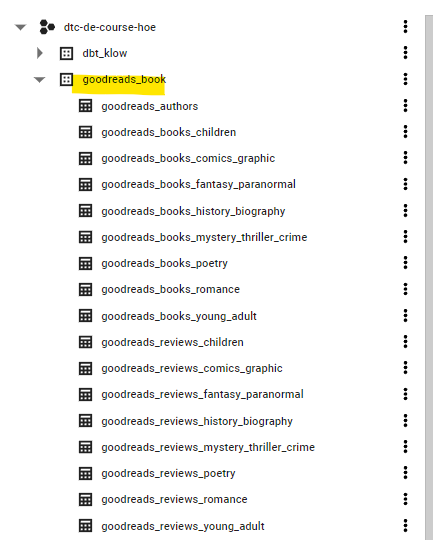 dtc-de-course-hoe
dbt_klow
goodreads_book
goodreads_authors
goodreads_books_children
goodreads_books_comics_graphic
goodreads_books_fantasy_paranormal
goodreads_books_history_biography
goodreads_books_mystery_thriller_crime
goodreads_books_poetry
goodreads_books_romance
goodreads_books_young_adult
goodreads_reviews_children
goodreads_reviews_comics_graphic
goodreads_reviews_fantasy_paranormal
goodreads_reviews_history_biography
goodreads_reviews_mystery_thriller_crime
goodreads_reviews_poetry
goodreads_reviews_romance
goodreads_reviews_young_adult